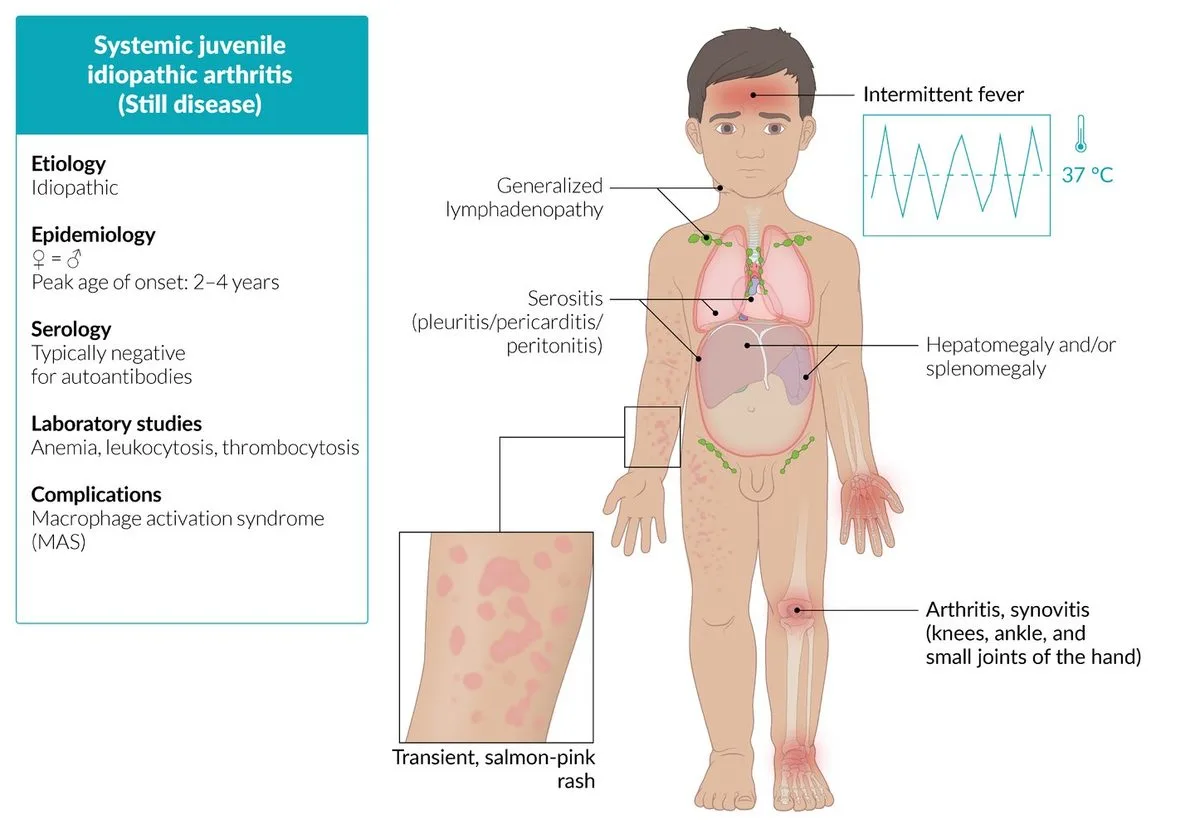 Systemic juvenile
idiopathic arthritis
(Still disease)
Etiology
Idiopathic
Epidemiology
♀ = ♂
Peak age of onset: 2–4 years
Serology
Typically negative
for autoantibodies
Laboratory studies
Anemia, leukocytosis, thrombocytosis
Complications
Macrophage activation syndrome
(MAS)
Intermittent fever
37 °C
Generalized
lymphadenopathy
Serositis
(pleuritis/pericarditis/
peritonitis)
Hepatomegaly and/or
splenomegaly
Arthritis, synovitis
(knees, ankle, and
small joints of the hand)
Transient, salmon-pink
rash